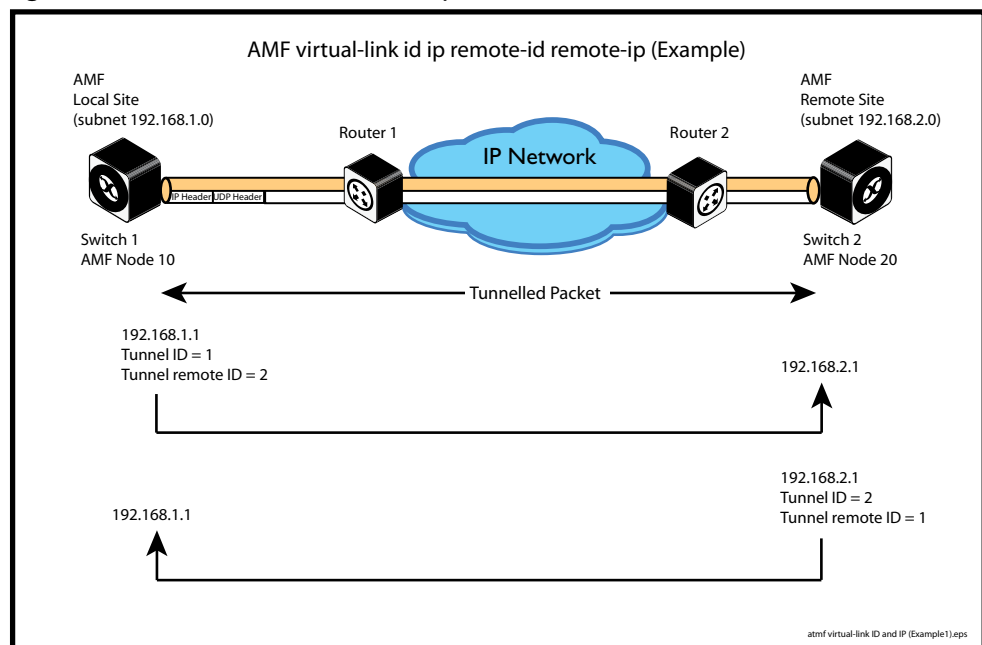 AMF virtual-link id ip remote-id remote-ip (Example)
AMF
Local Site
(subnet 192.168.1.0)
AMF
Remote Site
(subnet 192.168.2.0)
Router 1
IP Network
Router 2
IP Header
UDP Header
Switch 1
AMF Node 10
Switch 2
AMF Node 20
Tunnelled Packet
192.168.1.1
Tunnel ID = 1
Tunnel remote ID = 2
192.168.2.1
192.168.2.1
Tunnel ID = 2
Tunnel remote ID = 1
192.168.1.1
atmf virtual-link ID and IP (Example1).eps